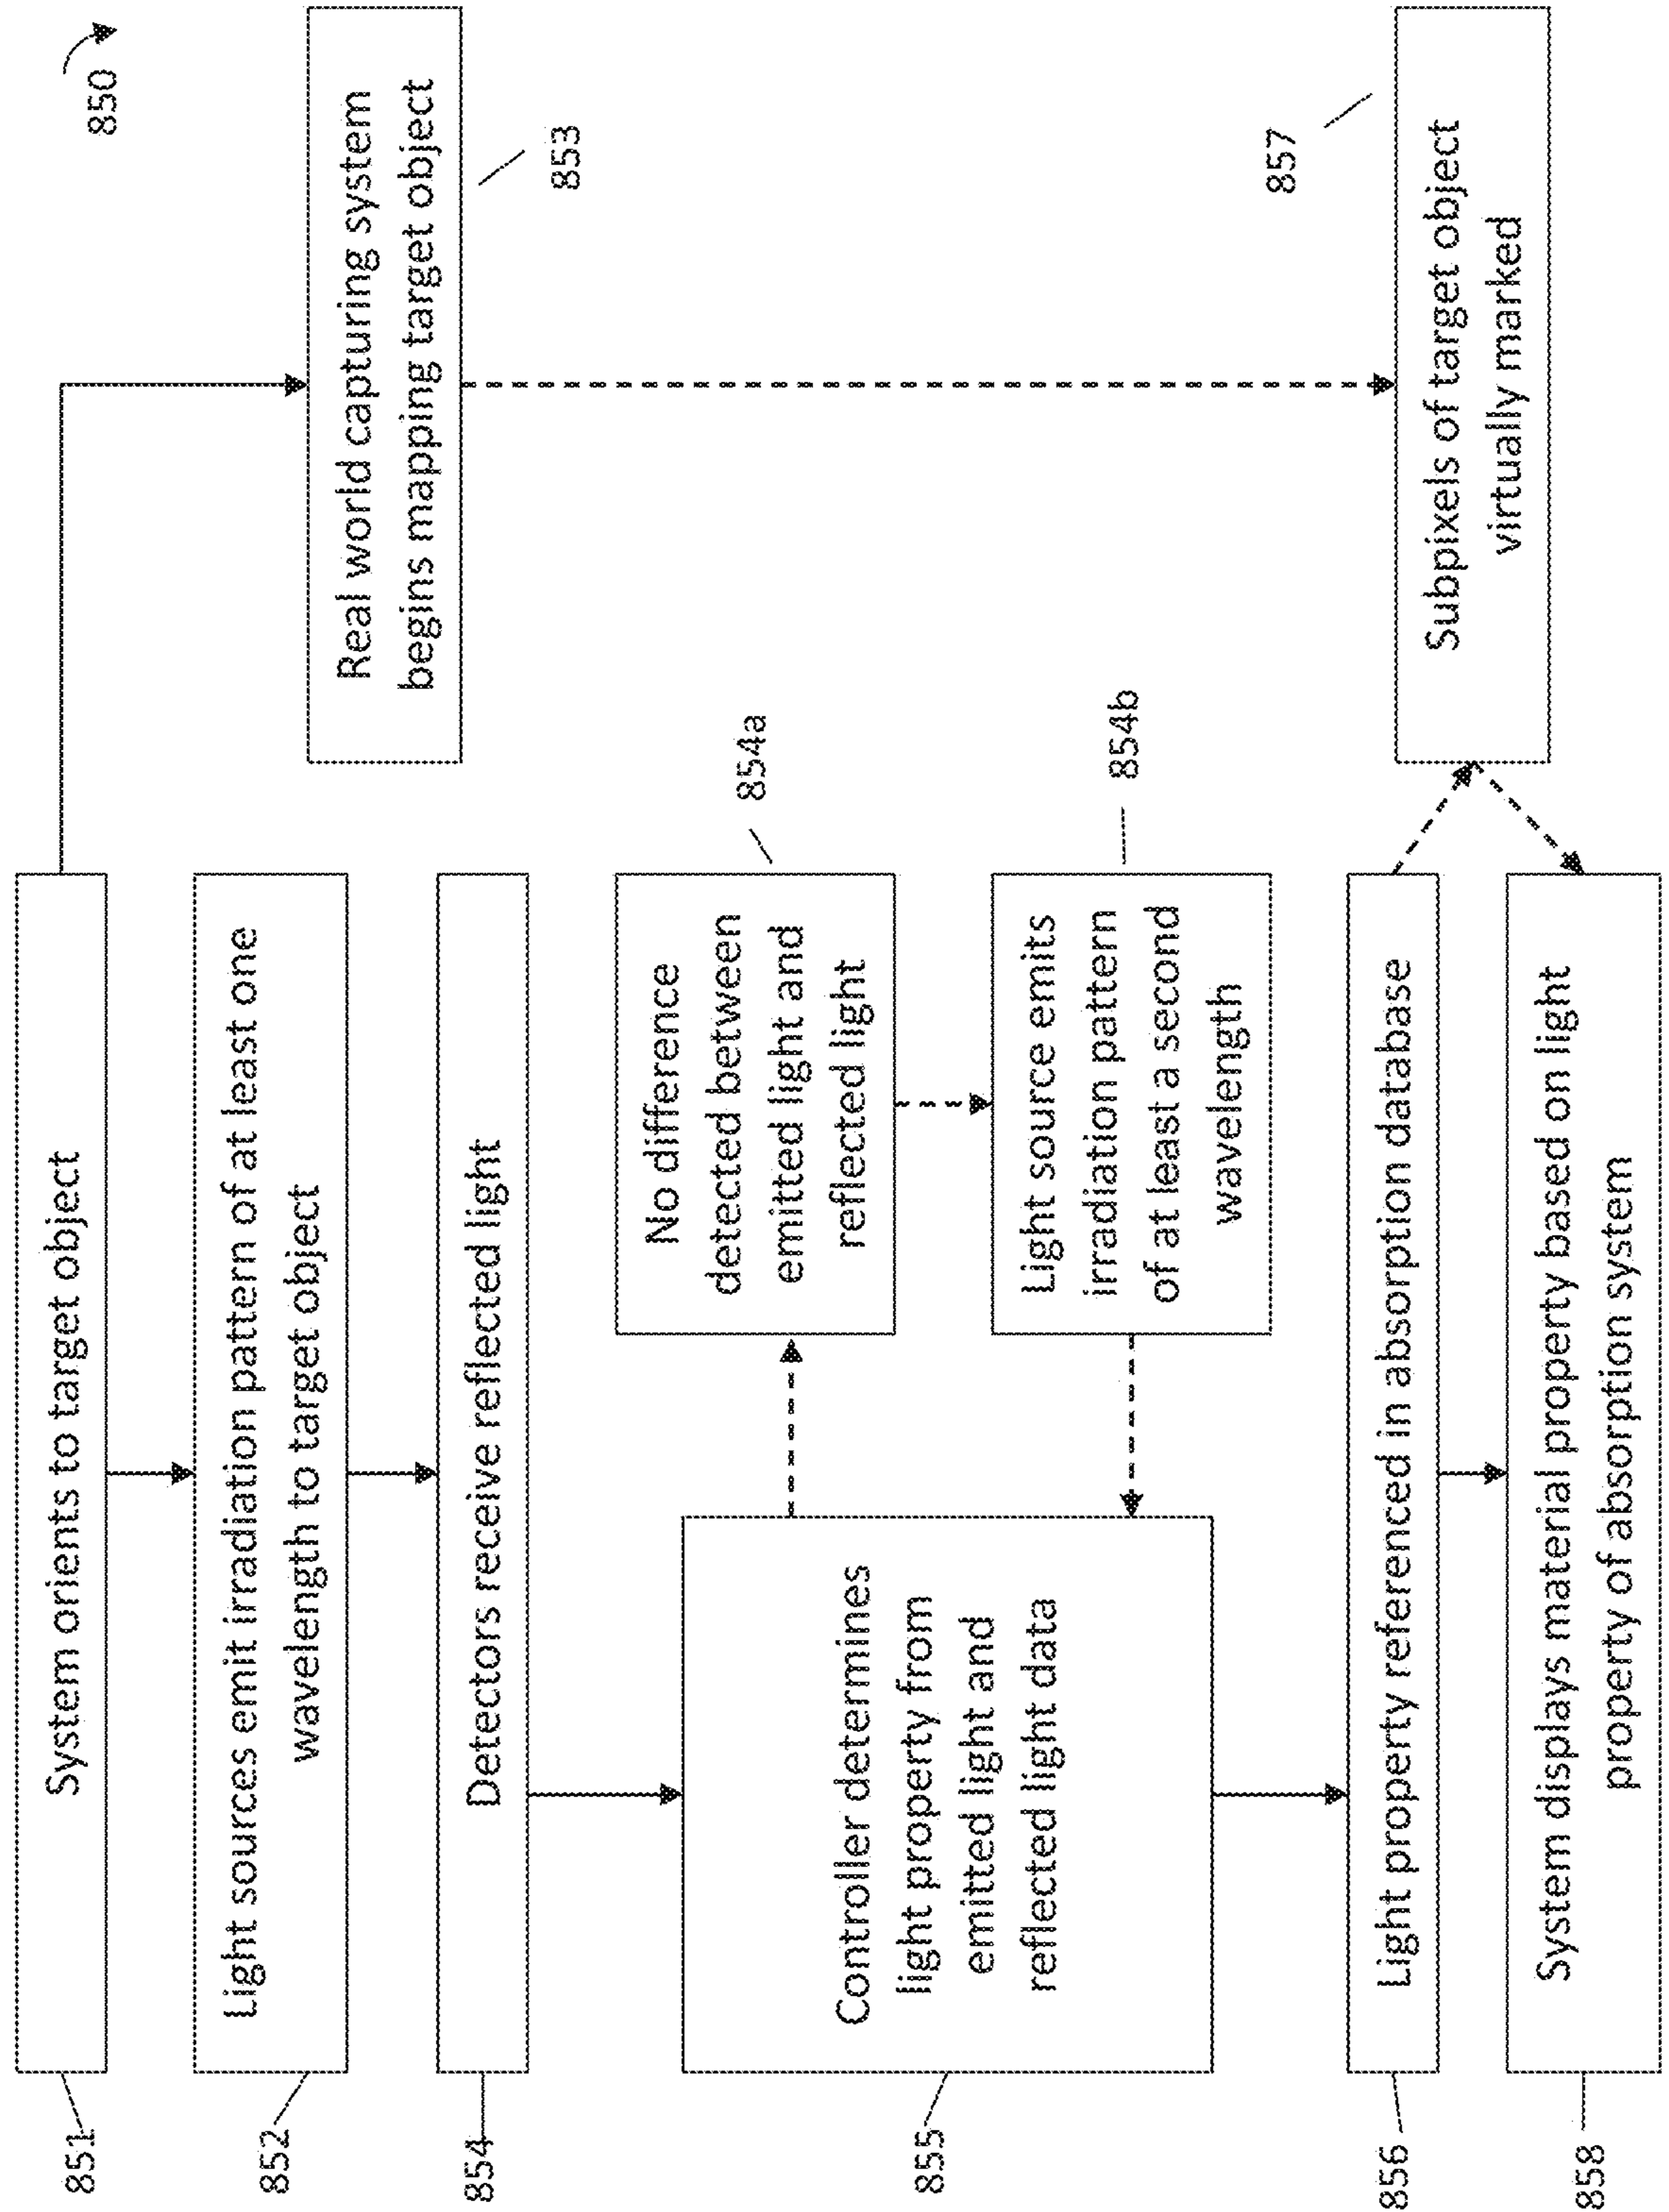 850
851
System orients to target object
852
Light sources emit irradiation pattern of at least one
wavelength to target object
Real world capturing system
begins mapping target object
853
854
Detectors receive reflected light
855
Controller determines
light property from
emitted light and
reflected light data
No difference
detected between
emitted light and
reflected light
854a
Light source emits
irradiation pattern
of at least a second
wavelength
854b
856
Light property referenced in absorption database
857
Subpixels of target object
virtually marked
858
System displays material property based on light
property of absorption system